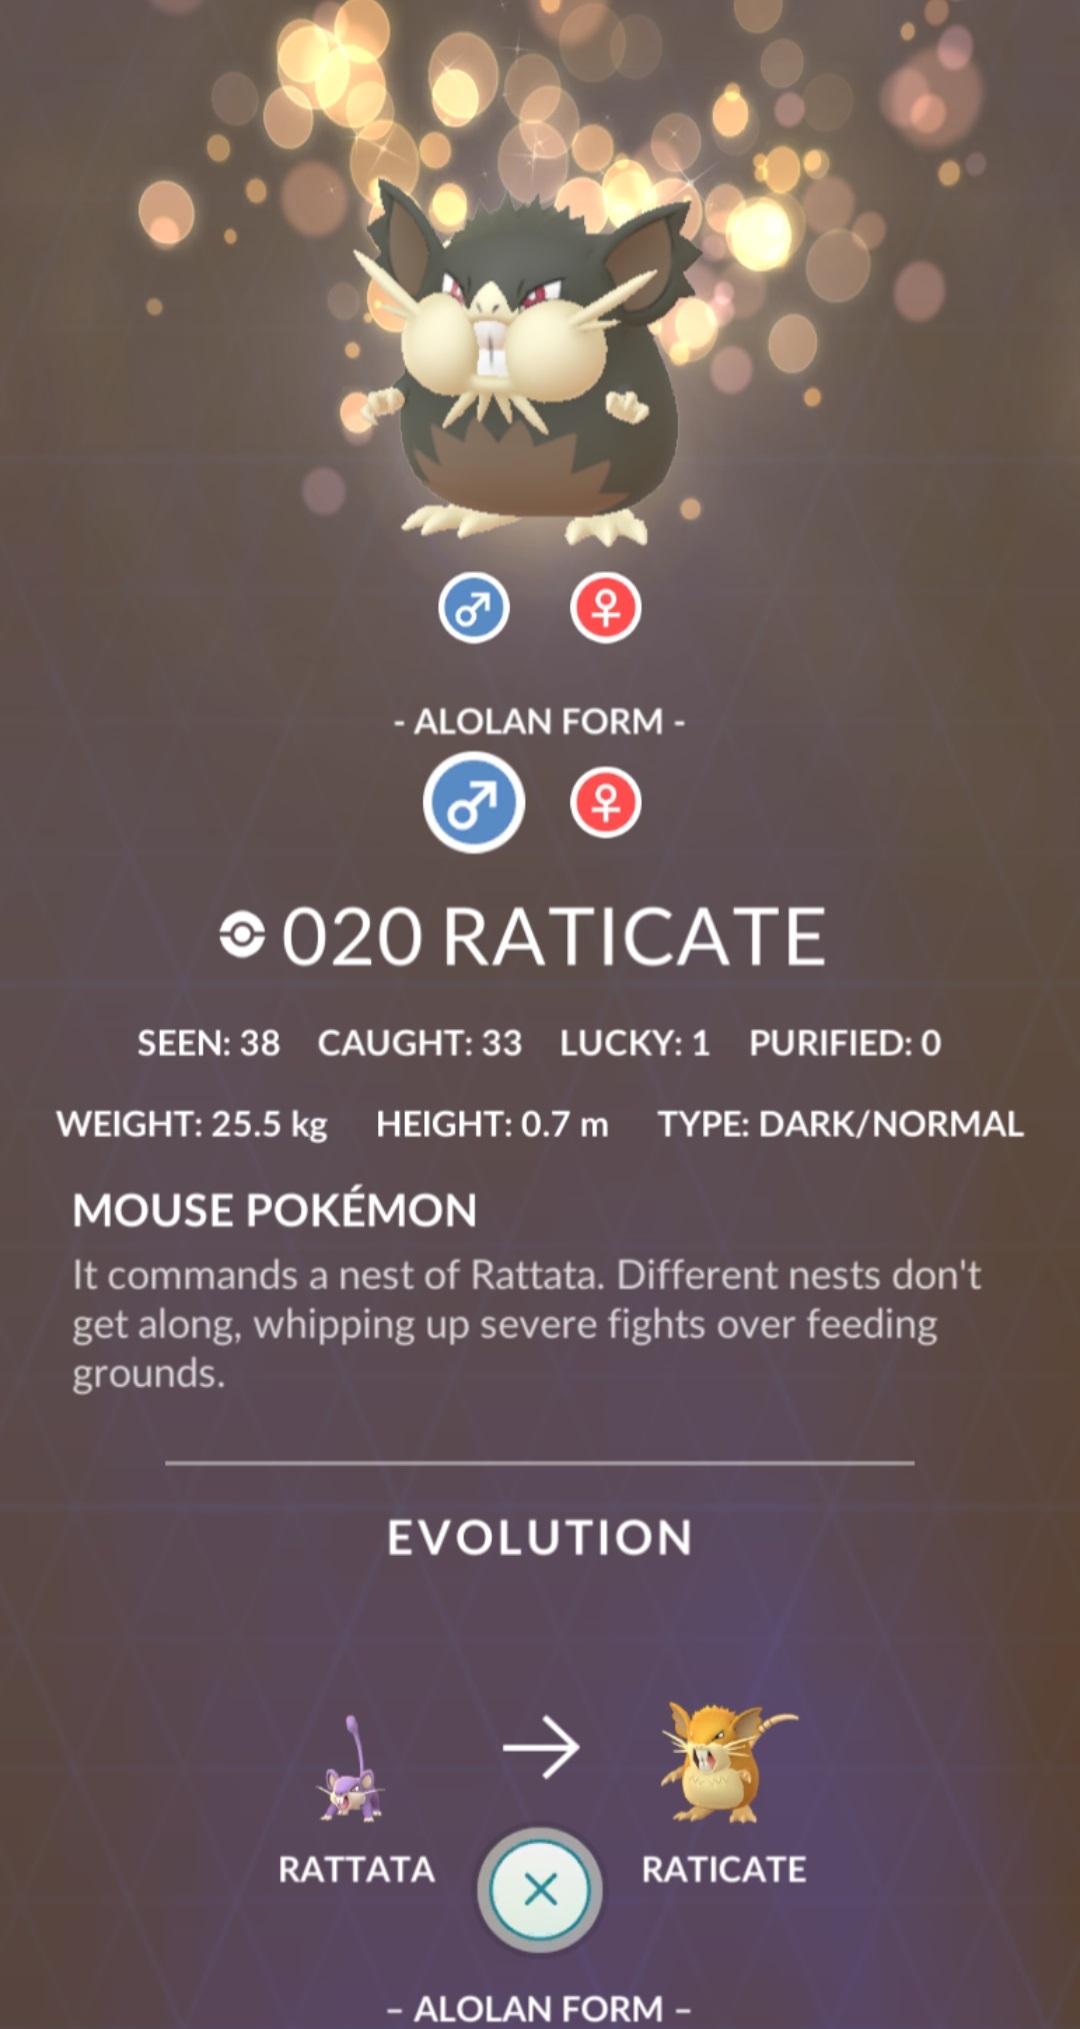 - ALOLAN FORM -
020 RATICATE
SEEN: 38 CAUGHT: 33 LUCKY: 1 PURIFIED: 0
WEIGHT: 25.5 kg HEIGHT: 0.7 m TYPE: DARK/NORMAL
MOUSE POKÉMON
It commands a nest of Rattata. Different nests don't
get along, whipping up severe fights over feeding
grounds.
EVOLUTION
RATTATA RATICATE
– ALOLAN FORM –